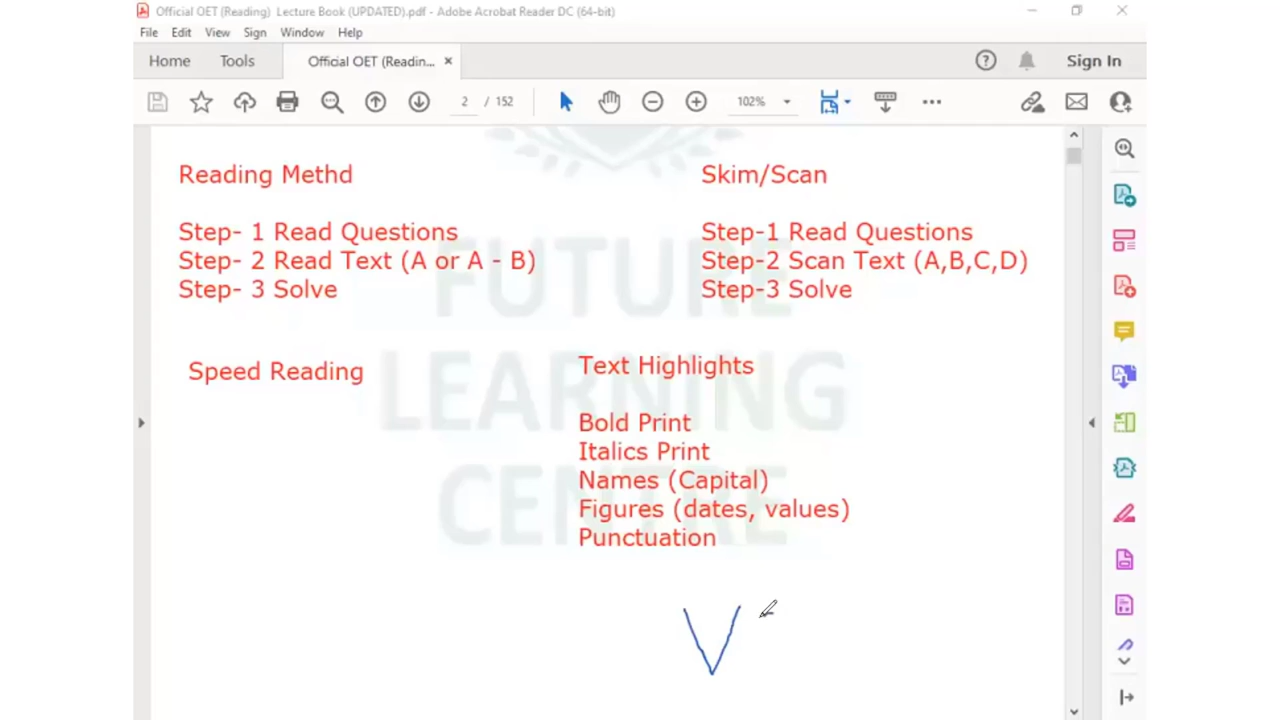 Official OET (Reading) Lecture Book (UPDATED).pdf - Adobe Acrobat Reader DC (64-bit)
File Edit View Sign Window Help
Home Tools Official OET (Readin... × Sign In
2 / 152 102%
Reading Methd
Step- 1 Read Questions
Step- 2 Read Text (A or A - B)
Step- 3 Solve
Skim/Scan
Step-1 Read Questions
Step-2 Scan Text (A,B,C,D)
Step-3 Solve
Speed Reading
Text Highlights
Bold Print
Italics Print
Names (Capital)
Figures (dates, values)
Punctuation
FUTURE
LEARNING
CENTRE
V